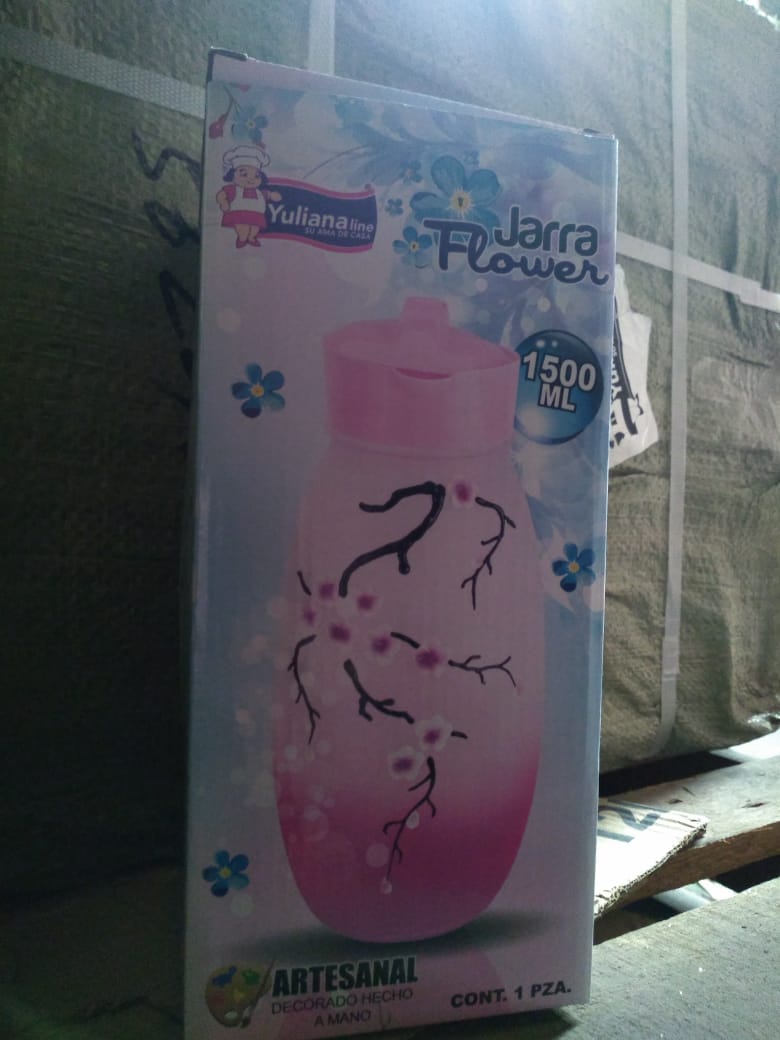 Yuliana line
SU AMA DE CASA
Jarra
Flower
1500
ML
ARTESANAL
DECORADO HECHO
A MANO
CONT. 1 PZA.